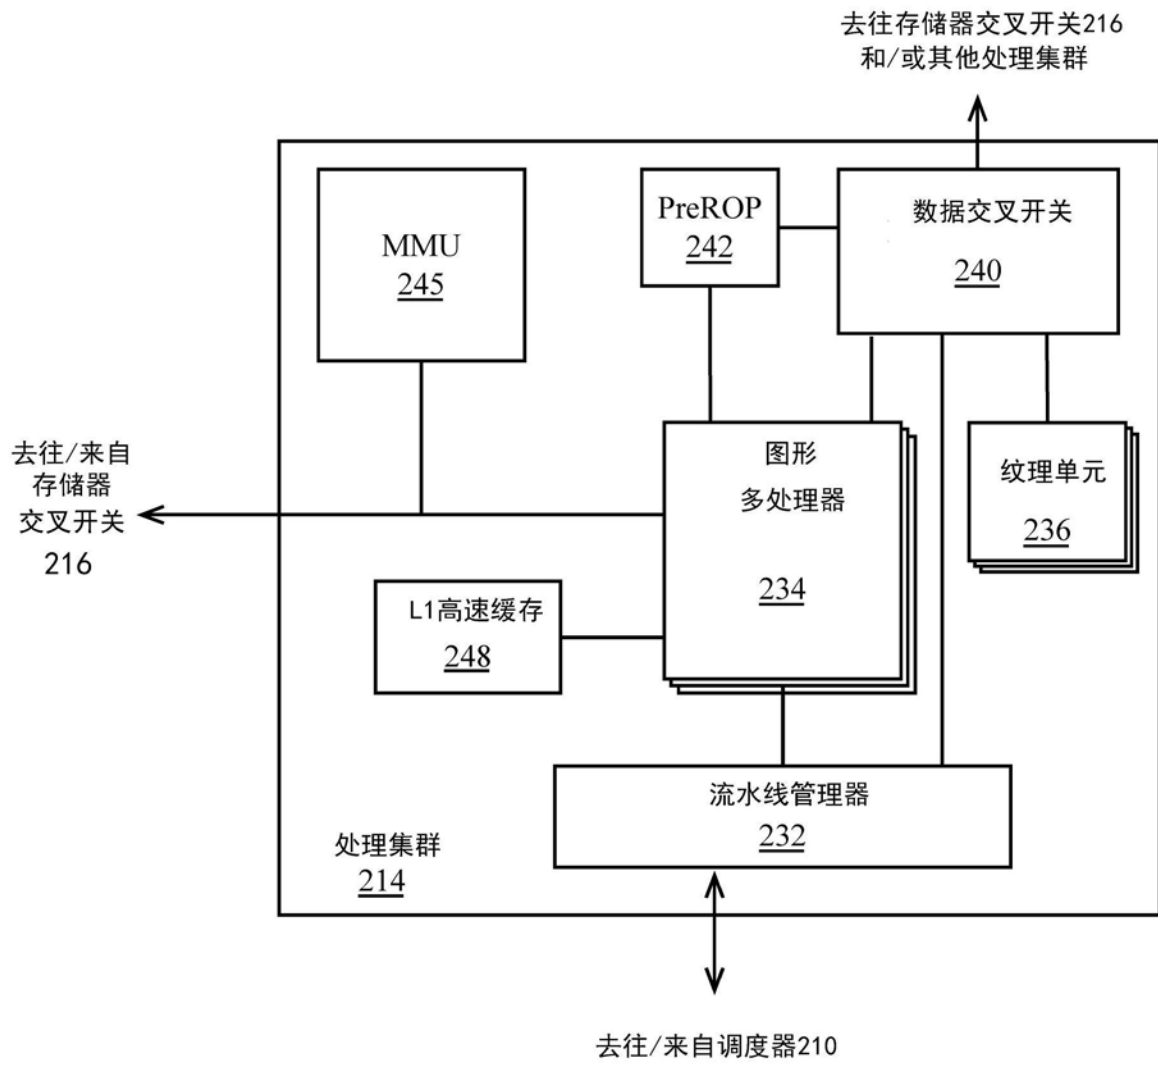 去往存储器交叉开关216
和/或其他处理集群
MMU
245
PreROP
242
数据交叉开关
240
去往/来自
存储器
交叉开关
216
图形
多处理器
234
纹理单元
236
L1高速缓存
248
流水线管理器
232
处理集群
214
去往/来自调度器210